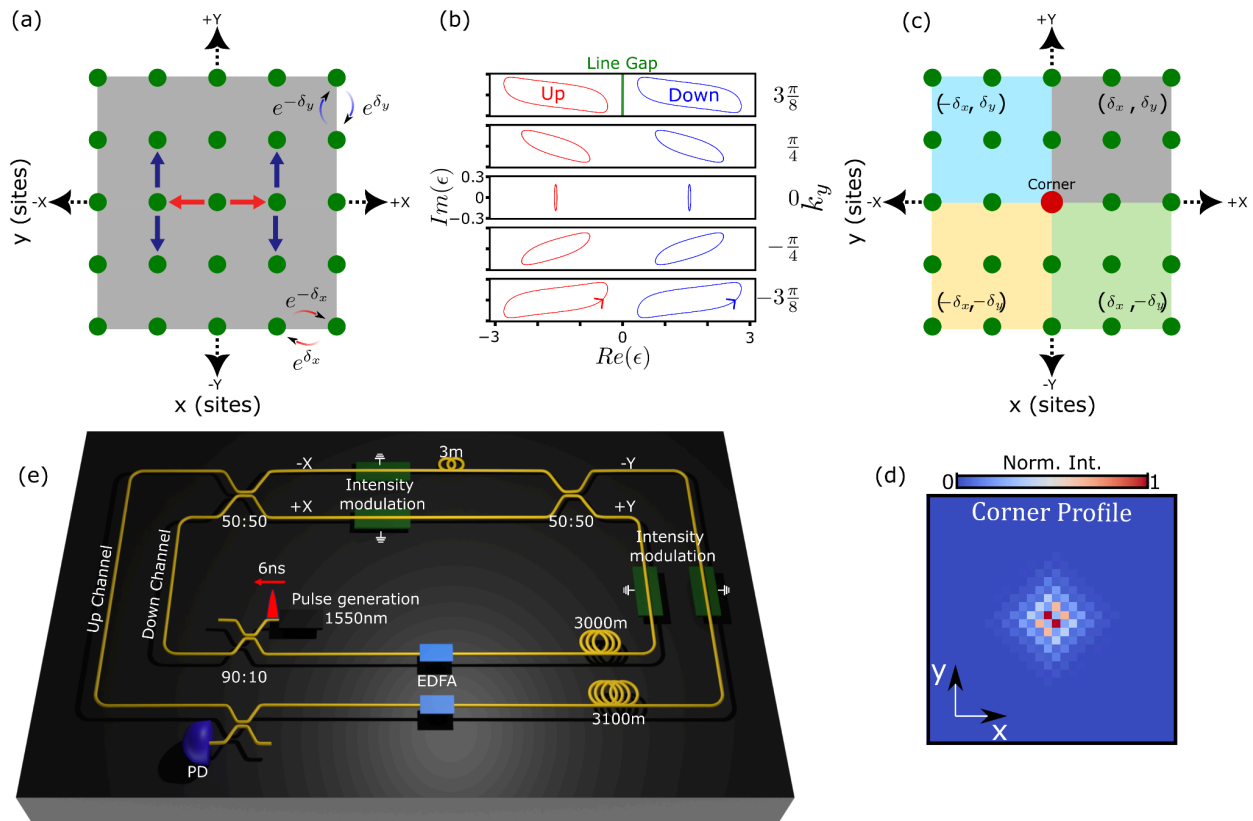 (a)
+Y
e^{-δ_y}
e^{δ_y}
-X
+X
y (sites)
e^{-δ_x}
e^{δ_x}
-Y
x (sites)
(b)
Line Gap
Up
Down
3π/8
π/4
0.3
-0.3
Im(ϵ)
0
k_y
-π/4
-3π/8
-3
0
3
Re(ϵ)
(c)
+Y
(-δ_x, δ_y)
(δ_x, δ_y)
Corner
-X
+X
y (sites)
(-δ_x,-δ_y)
(δ_x, -δ_y)
-Y
x (sites)
(e)
-X
3m
-Y
Intensity
modulation
+X
+Y
50:50
50:50
Intensity
modulation
Up Channel
Down Channel
6ns
Pulse generation
1550nm
3000m
90:10
EDFA
3100m
PD
(d)
Norm. Int.
0
1
Corner Profile
y
x